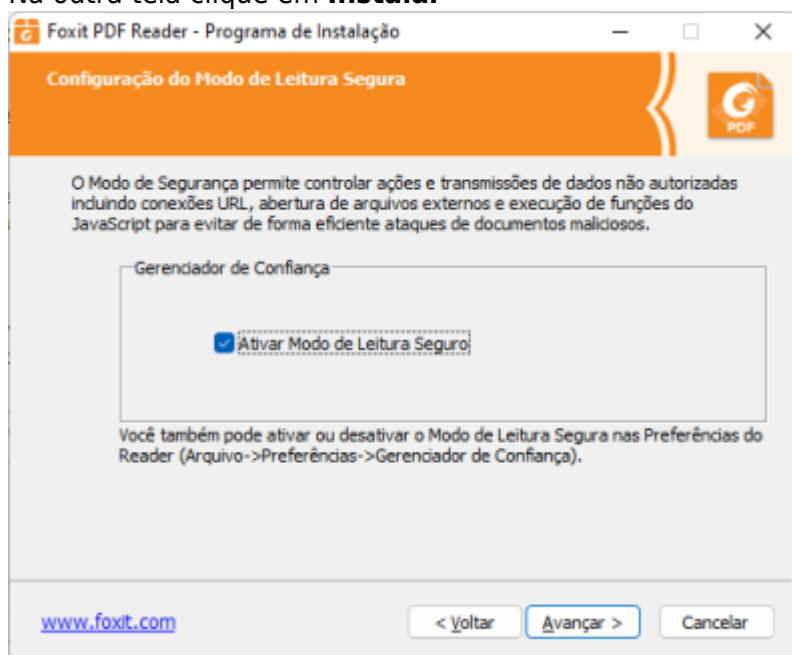 Na outra tela clique em Instalar
Foxit PDF Reader - Programa de Instalação
Configuração do Modo de Leitura Segura
PDF
O Modo de Segurança permite controlar ações e transmissões de dados não autorizadas
incluindo conexões URL, abertura de arquivos externos e execução de funções do
JavaScript para evitar de forma eficiente ataques de documentos maliciosos.
Gerenciador de Confiança
Ativar Modo de Leitura Seguro
Você também pode ativar ou desativar o Modo de Leitura Segura nas Preferências do
Reader (Arquivo->Preferências->Gerenciador de Confiança).
www.foxit.com
< Voltar
Avançar >
Cancelar